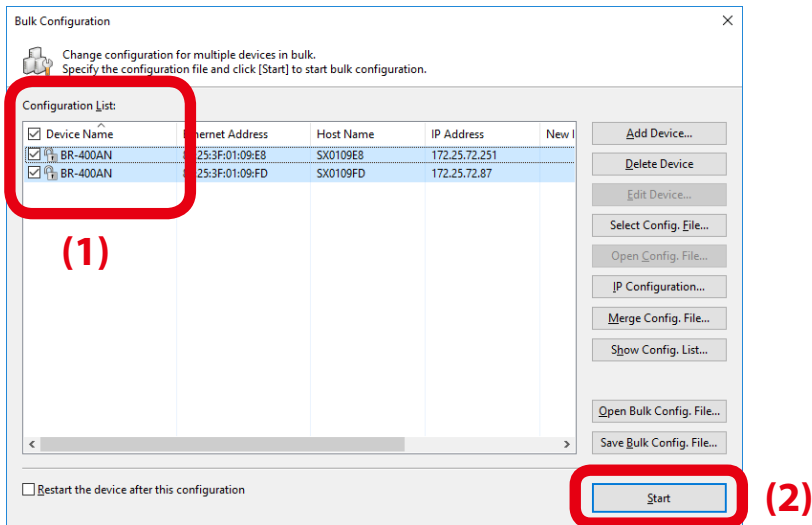 Bulk Configuration
Change configuration for multiple devices in bulk.
Specify the configuration file and click [Start] to start bulk configuration.
Configuration List:
Device Name Ethernet Address Host Name IP Address New
BR-400AN 25:3F:01:09:E8 SX0109E8 172.25.72.251
BR-400AN 25:3F:01:09:FD SX0109FD 172.25.72.87
Add Device...
Delete Device
Edit Device...
Select Config. File...
Open Config. File...
IP Configuration...
Merge Config. File...
Show Config. List...
Open Bulk Config. File...
Save Bulk Config. File...
(1)
Restart the device after this configuration
Start
(2)